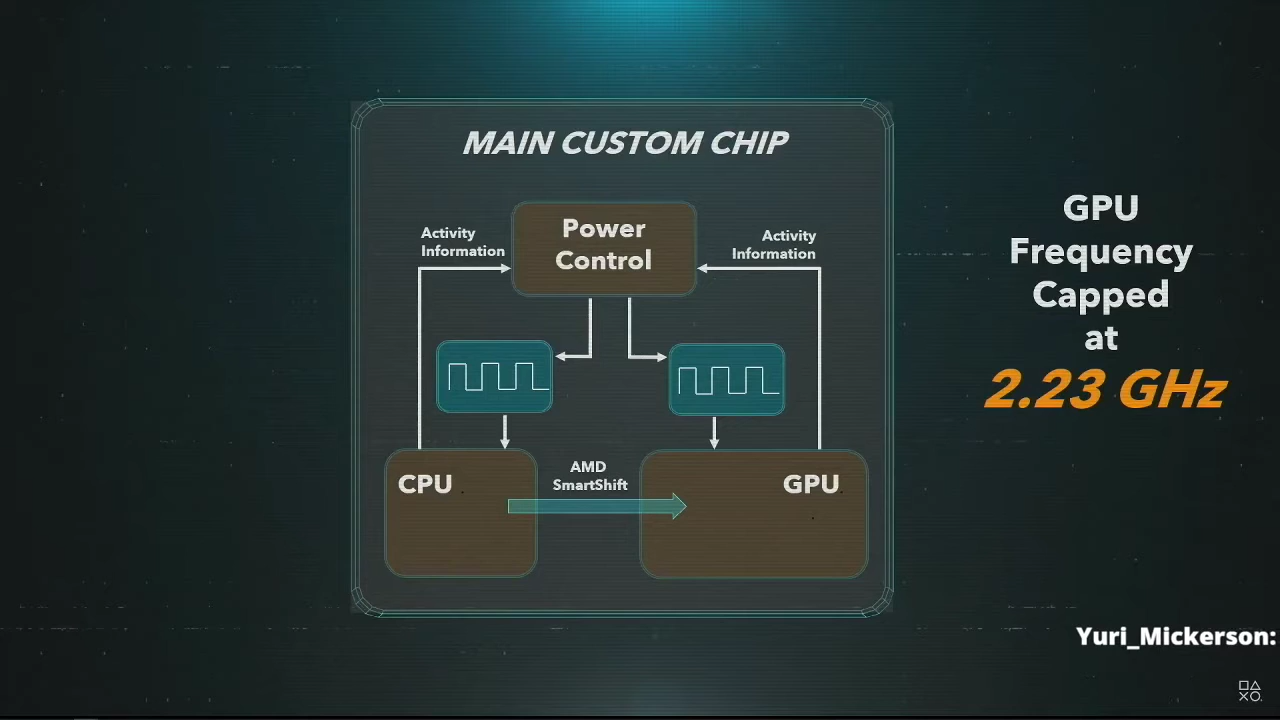 MAIN CUSTOM CHIP
Power
Control
Activity
Information
Activity
Information
CPU
AMD
SmartShift
GPU
GPU
Frequency
Capped
at
2.23 GHz
Yuri_Mickerson: